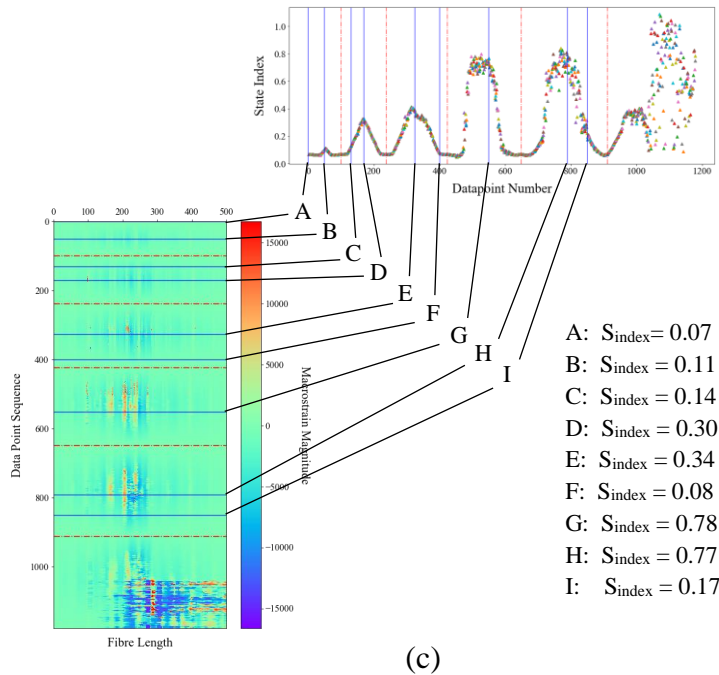 1.0
0.8
0.6
0.4
0.2
0.0
State Index
0 200 400 600 800 1000 1200
Datapoint Number
0 100 200 300 400 500
0
200
400
600
800
1000
Data Point Sequence
Fibre Length
15000
10000
5000
0
−5000
−10000
−15000
Macrostrain Magnitude
A
B
C
D
E
F
G
H
I
A: Sindex= 0.07
B: Sindex = 0.11
C: Sindex = 0.14
D: Sindex = 0.30
E: Sindex = 0.34
F: Sindex = 0.08
G: Sindex = 0.78
H: Sindex = 0.77
I: Sindex = 0.17
(c)